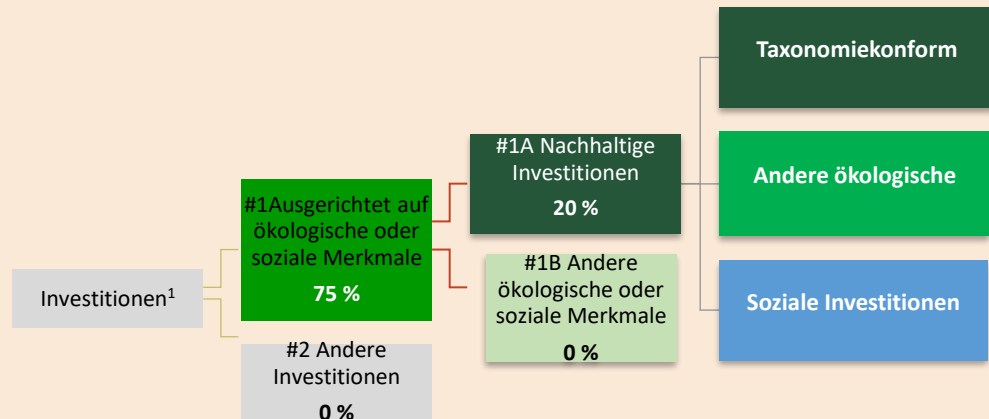 Investitionen¹
#1Ausgerichtet auf
ökologische oder
soziale Merkmale
75 %
#2 Andere
Investitionen
0 %
#1A Nachhaltige
Investitionen
20 %
#1B Andere
ökologische oder
soziale Merkmale
0 %
Taxonomiekonform
Andere ökologische
Soziale Investitionen